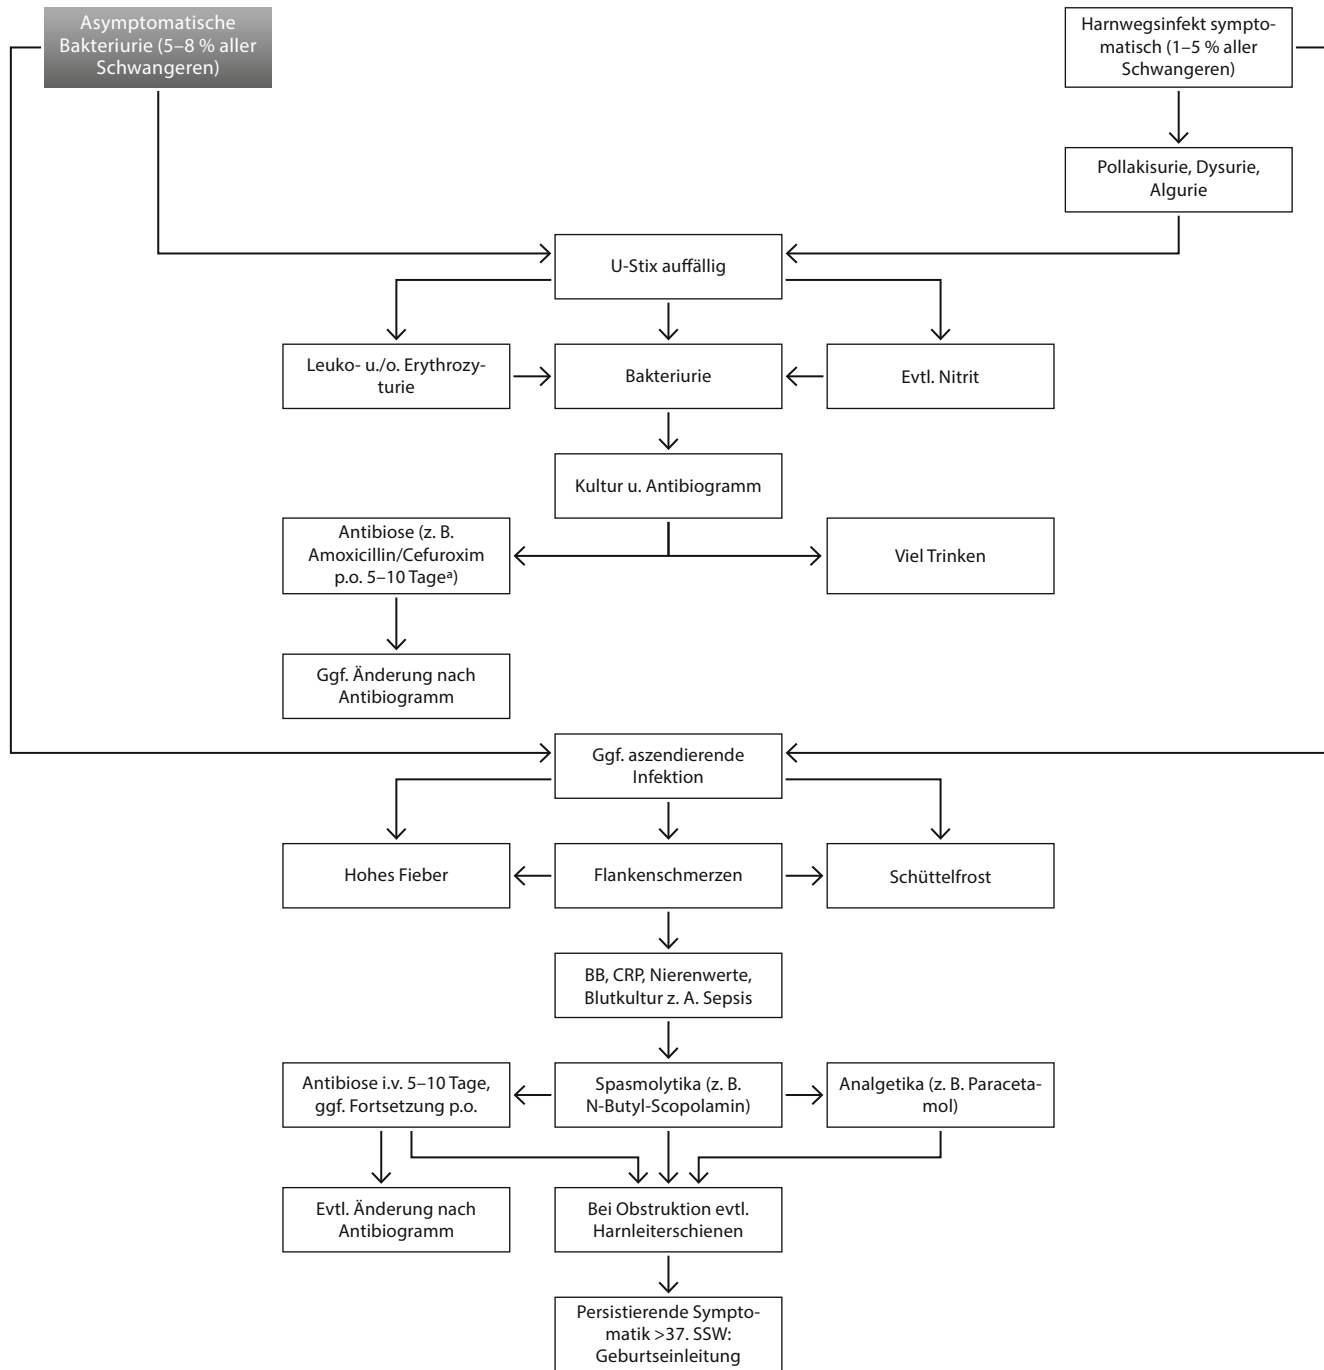 Asymptomatische
Bakteriurie (5–8 % aller
Schwangeren)
Harnwegsinfekt sympto-
matisch (1–5 % aller
Schwangeren)
Pollakisurie, Dysurie,
Algurie
U-Stix auffällig
Leuko- u./o. Erythrozy-
turie
Bakteriurie
Evtl. Nitrit
Kultur u. Antibiogramm
Antibiose (z. B.
Amoxicillin/Cefuroxim
p.o. 5–10 Tageᵃ)
Viel Trinken
Ggf. Änderung nach
Antibiogramm
Ggf. aszendierende
Infektion
Hohes Fieber
Flankenschmerzen
Schüttelfrost
BB, CRP, Nierenwerte,
Blutkultur z. A. Sepsis
Antibiose i.v. 5–10 Tage,
ggf. Fortsetzung p.o.
Spasmolytika (z. B.
N-Butyl-Scopolamin)
Analgetika (z. B. Paraceta-
mol)
Evtl. Änderung nach
Antibiogramm
Bei Obstruktion evtl.
Harnleiterschienen
Persistierende Sympto-
matik >37. SSW:
Geburtseinleitung